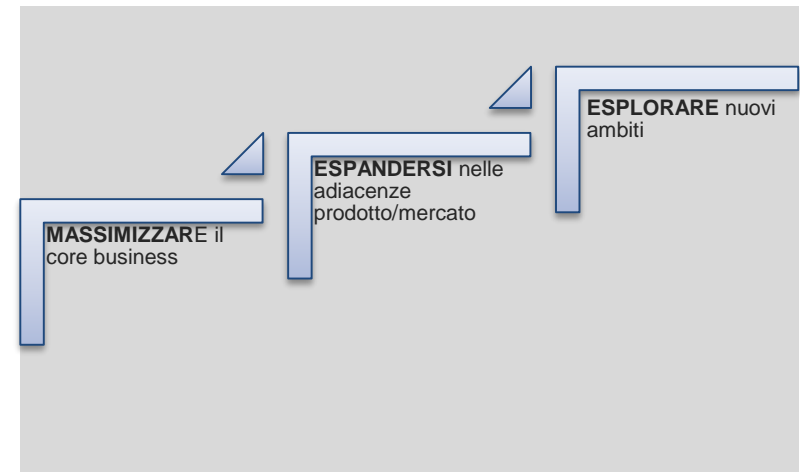 MASSIMIZZARE il
core business
ESPANDERSI nelle
adiacenze
prodotto/mercato
ESPLORARE nuovi
ambiti